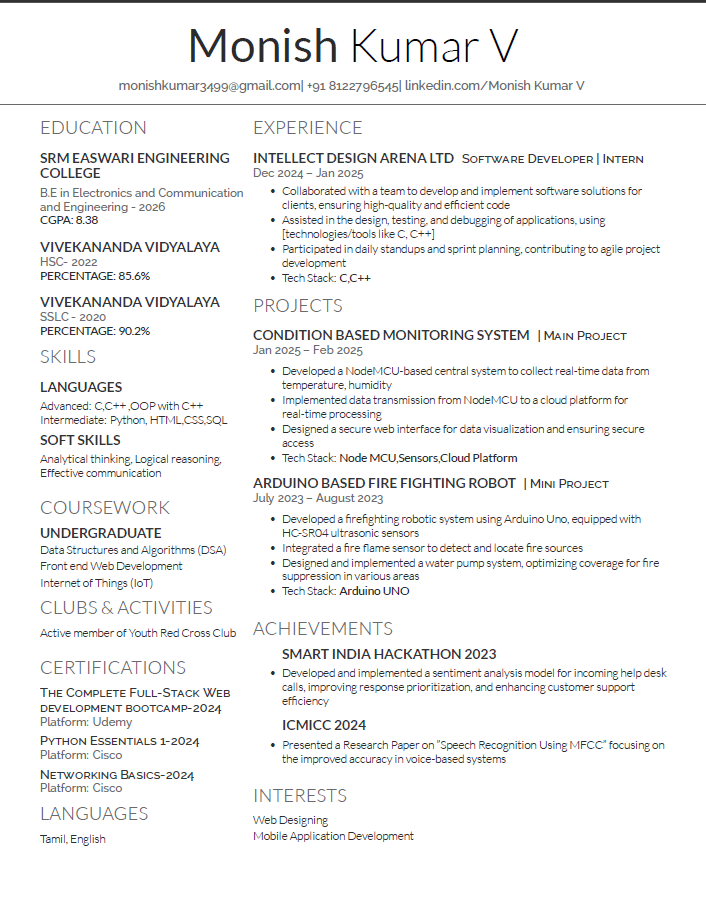 Monish Kumar V
monishkumar3499@gmail.com| +91 8122796545| linkedin.com/Monish Kumar V
EDUCATION
SRM EASWARI ENGINEERING
COLLEGE
B.E in Electronics and Communication
and Engineering - 2026
CGPA: 8.38
VIVEKANANDA VIDYALAYA
HSC- 2022
PERCENTAGE: 85.6%
VIVEKANANDA VIDYALAYA
SSLC - 2020
PERCENTAGE: 90.2%
SKILLS
LANGUAGES
Advanced: C,C++ ,OOP with C++
Intermediate: Python, HTML,CSS,SQL
SOFT SKILLS
Analytical thinking, Logical reasoning,
Effective communication
COURSEWORK
UNDERGRADUATE
Data Structures and Algorithms (DSA)
Front end Web Development
Internet of Things (IoT)
CLUBS & ACTIVITIES
Active member of Youth Red Cross Club
CERTIFICATIONS
The Complete Full-Stack Web
development bootcamp-2024
Platform: Udemy
Python Essentials 1-2024
Platform: Cisco
Networking Basics-2024
Platform: Cisco
LANGUAGES
Tamil, English
EXPERIENCE
INTELLECT DESIGN ARENA LTD Software Developer | Intern
Dec 2024 – Jan 2025
• Collaborated with a team to develop and implement software solutions for
clients, ensuring high-quality and efficient code
• Assisted in the design, testing, and debugging of applications, using
[technologies/tools like C, C++]
• Participated in daily standups and sprint planning, contributing to agile project
development
• Tech Stack: C,C++
PROJECTS
CONDITION BASED MONITORING SYSTEM | Main Project
Jan 2025 – Feb 2025
• Developed a NodeMCU-based central system to collect real-time data from
temperature, humidity
• Implemented data transmission from NodeMCU to a cloud platform for
real-time processing
• Designed a secure web interface for data visualization and ensuring secure
access
• Tech Stack: Node MCU,Sensors,Cloud Platform
ARDUINO BASED FIRE FIGHTING ROBOT | Mini Project
July 2023 – August 2023
• Developed a firefighting robotic system using Arduino Uno, equipped with
HC-SR04 ultrasonic sensors
• Integrated a fire flame sensor to detect and locate fire sources
• Designed and implemented a water pump system, optimizing coverage for fire
suppression in various areas
• Tech Stack: Arduino UNO
ACHIEVEMENTS
SMART INDIA HACKATHON 2023
• Developed and implemented a sentiment analysis model for incoming help desk
calls, improving response prioritization, and enhancing customer support
efficiency
ICMICC 2024
• Presented a Research Paper on "Speech Recognition Using MFCC" focusing on
the improved accuracy in voice-based systems
INTERESTS
Web Designing
Mobile Application Development